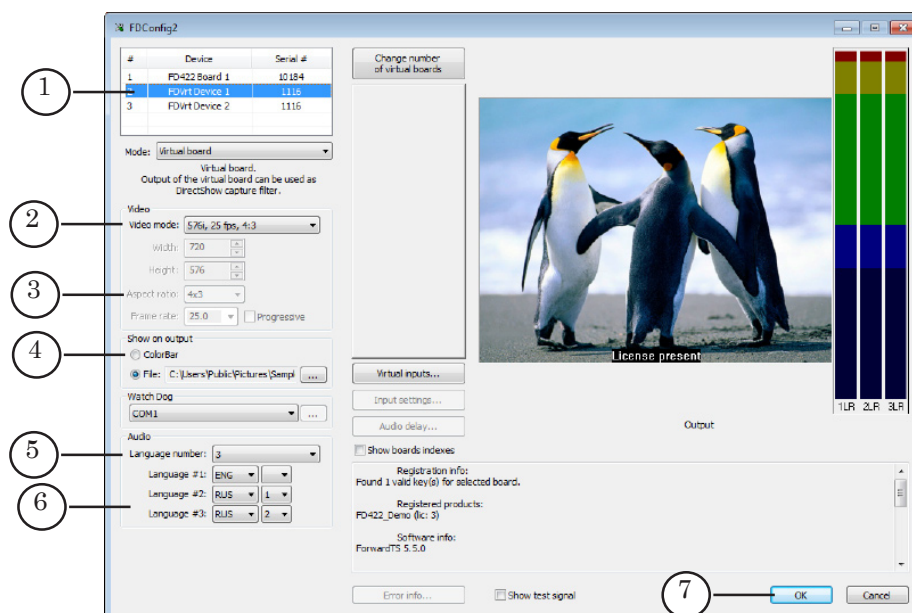 FDConfig2
# Device Serial #
1 FD422 Board 1 10184
FDVrt Device 1 1116
3 FDVrt Device 2 1116
Mode: Virtual board
Virtual board.
Output of the virtual board can be used as
DirectShow capture filter.
Video
Video mode: 576i, 25 fps, 4:3
Width: 720
Height: 576
Aspect ratio: 4x3
Frame rate: 25.0 Progressive
Show on output
ColorBar
File: C:\Users\Public\Pictures\Sampl ...
Watch Dog
COM1 ...
Audio
Language number: 3
Language #1: ENG
Language #2: RUS 1
Language #3: RUS 2
1
2
3
4
5
6
Change number
of virtual boards
Virtual inputs...
Input settings...
Audio delay...
Show boards indexes
License present
Output
1LR 2LR 3LR
Registration info:
Found 1 valid key(s) for selected board.
Registered products:
FD422_Demo (lic: 3)
Software info:
ForwardTS 5.5.0
Error info...
Show test signal
7
OK
Cancel